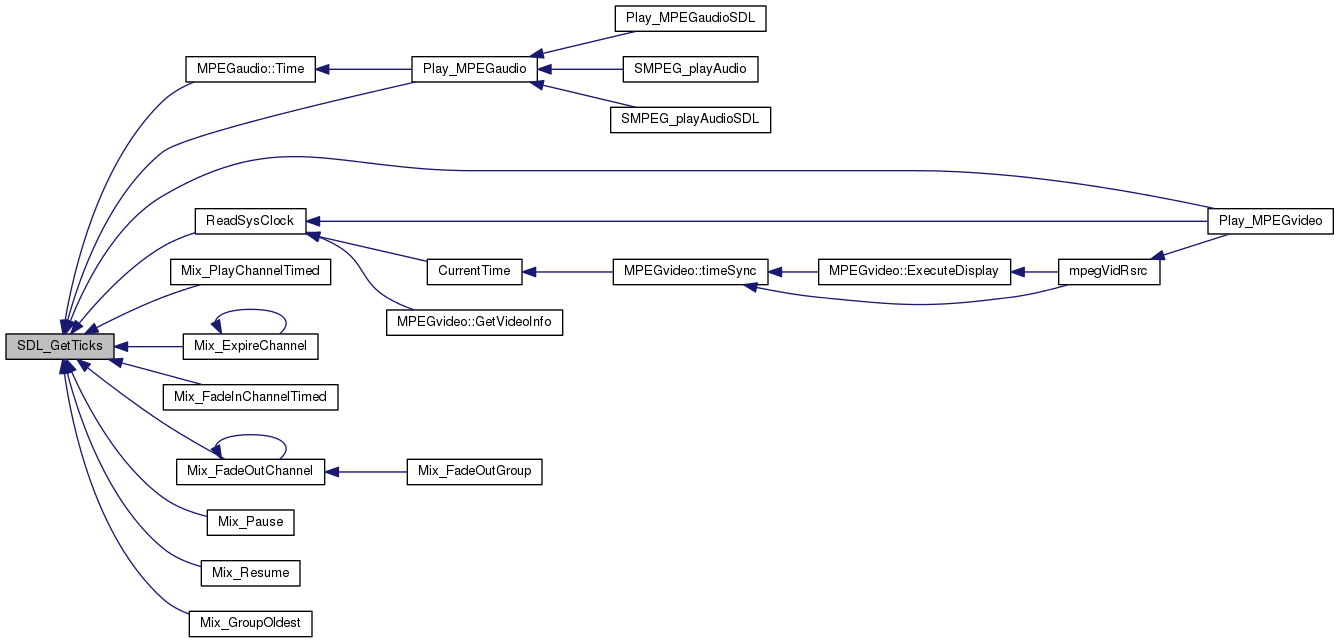 Play_MPEGaudioSDL
MPEGaudio::Time
Play_MPEGaudio
SMPEG_playAudio
SMPEG_playAudioSDL
ReadSysClock
Play_MPEGvideo
Mix_PlayChannelTimed
CurrentTime
MPEGvideo::timeSync
MPEGvideo::ExecuteDisplay
mpegVidRsrc
MPEGvideo::GetVideoInfo
SDL_GetTicks
Mix_ExpireChannel
Mix_FadeInChannelTimed
Mix_FadeOutChannel
Mix_FadeOutGroup
Mix_Pause
Mix_Resume
Mix_GroupOldest